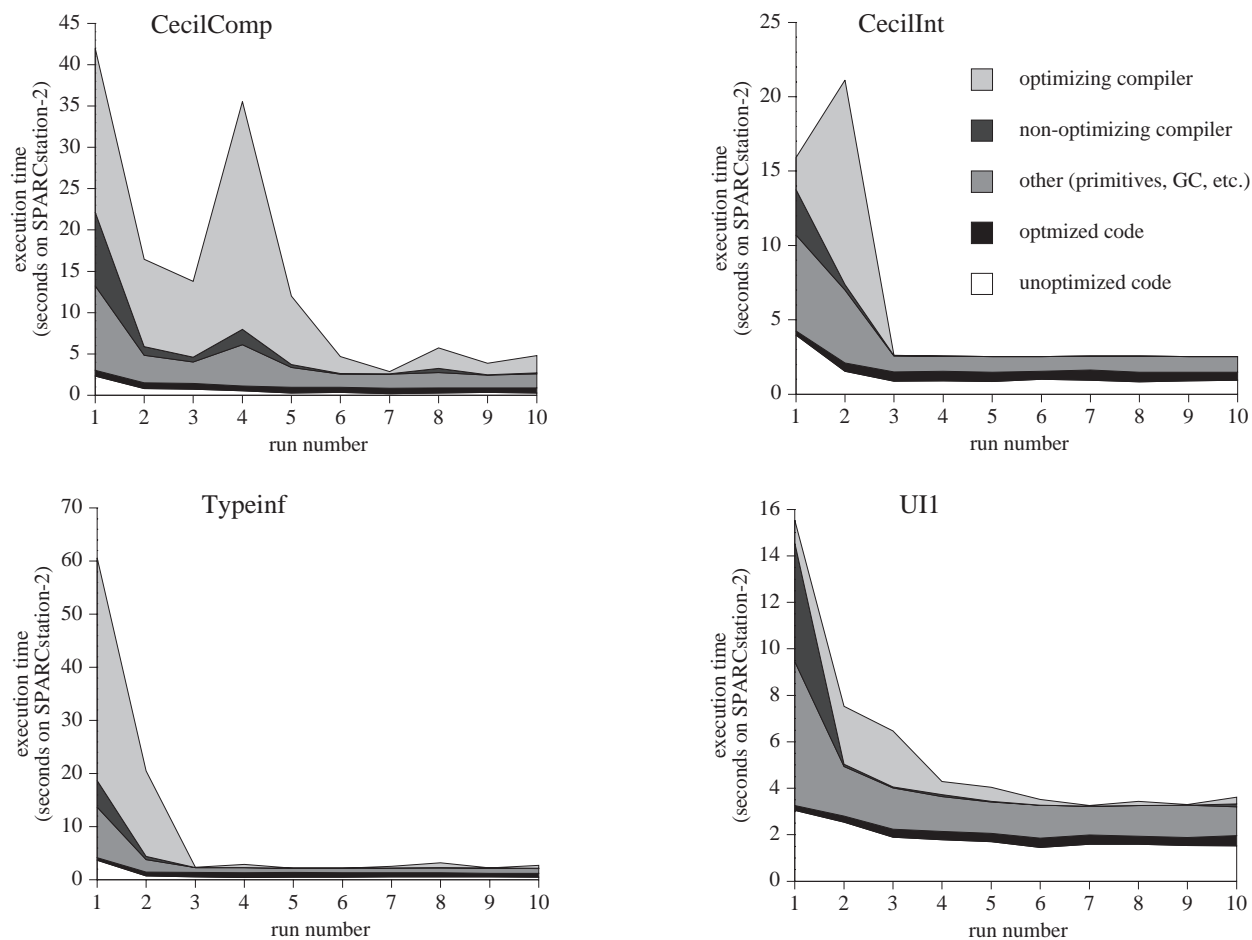 CecilComp
45
40
35
30
25
20
15
10
5
0
execution time
(seconds on SPARCstation-2)
1 2 3 4 5 6 7 8 9 10
run number
CecilInt
25
20
15
10
5
0
execution time
(seconds on SPARCstation-2)
optimizing compiler
non-optimizing compiler
other (primitives, GC, etc.)
optmized code
unoptimized code
1 2 3 4 5 6 7 8 9 10
run number
Typeinf
70
60
50
40
30
20
10
0
execution time
(seconds on SPARCstation-2)
1 2 3 4 5 6 7 8 9 10
run number
UI1
16
14
12
10
8
6
4
2
0
execution time
(seconds on SPARCstation-2)
1 2 3 4 5 6 7 8 9 10
run number